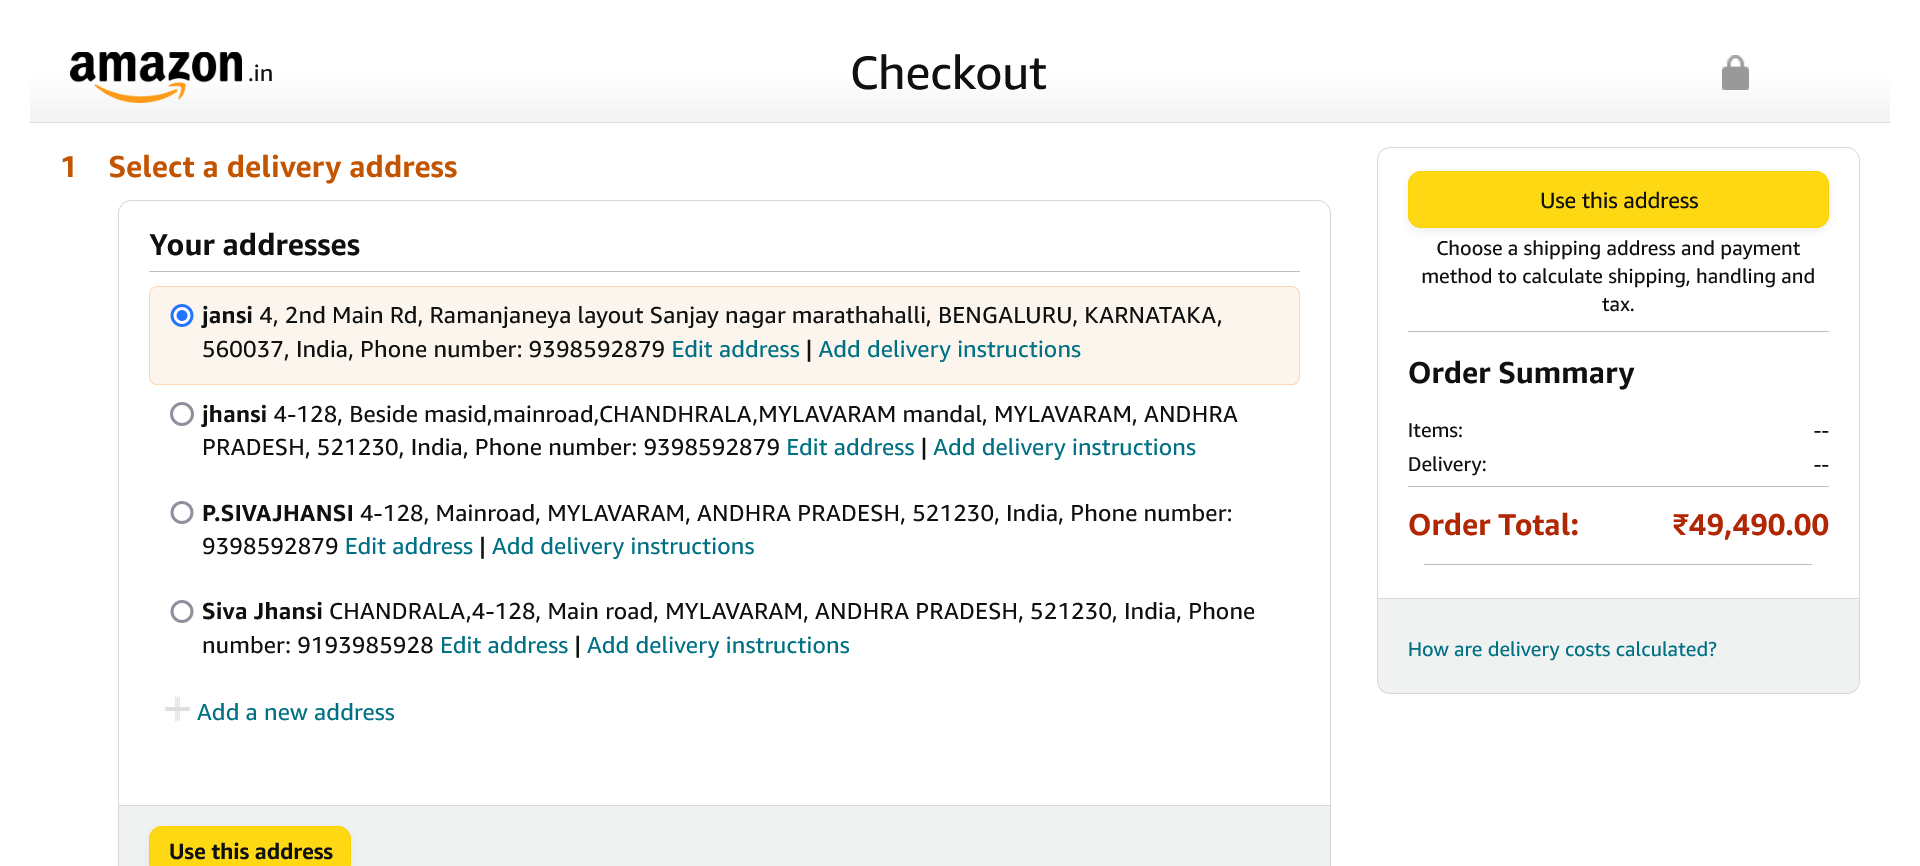 amazon.in
Checkout
1 Select a delivery address
Your addresses
jansi 4, 2nd Main Rd, Ramanjaneya layout Sanjay nagar marathahalli, BENGALURU, KARNATAKA,
560037, India, Phone number: 9398592879 Edit address | Add delivery instructions
jhansi 4-128, Beside masid,mainroad,CHANDHRALA,MYLAVARAM mandal, MYLAVARAM, ANDHRA
PRADESH, 521230, India, Phone number: 9398592879 Edit address | Add delivery instructions
P.SIVAJHANSI 4-128, Mainroad, MYLAVARAM, ANDHRA PRADESH, 521230, India, Phone number:
9398592879 Edit address | Add delivery instructions
Siva Jhansi CHANDRALA,4-128, Main road, MYLAVARAM, ANDHRA PRADESH, 521230, India, Phone
number: 9193985928 Edit address | Add delivery instructions
Add a new address
Use this address
Use this address
Choose a shipping address and payment
method to calculate shipping, handling and
tax.
Order Summary
Items: --
Delivery: --
Order Total: ₹49,490.00
How are delivery costs calculated?